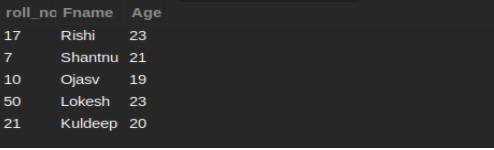 roll_no Fname Age
17 Rishi 23
7 Shantnu 21
10 Ojasv 19
50 Lokesh 23
21 Kuldeep 20